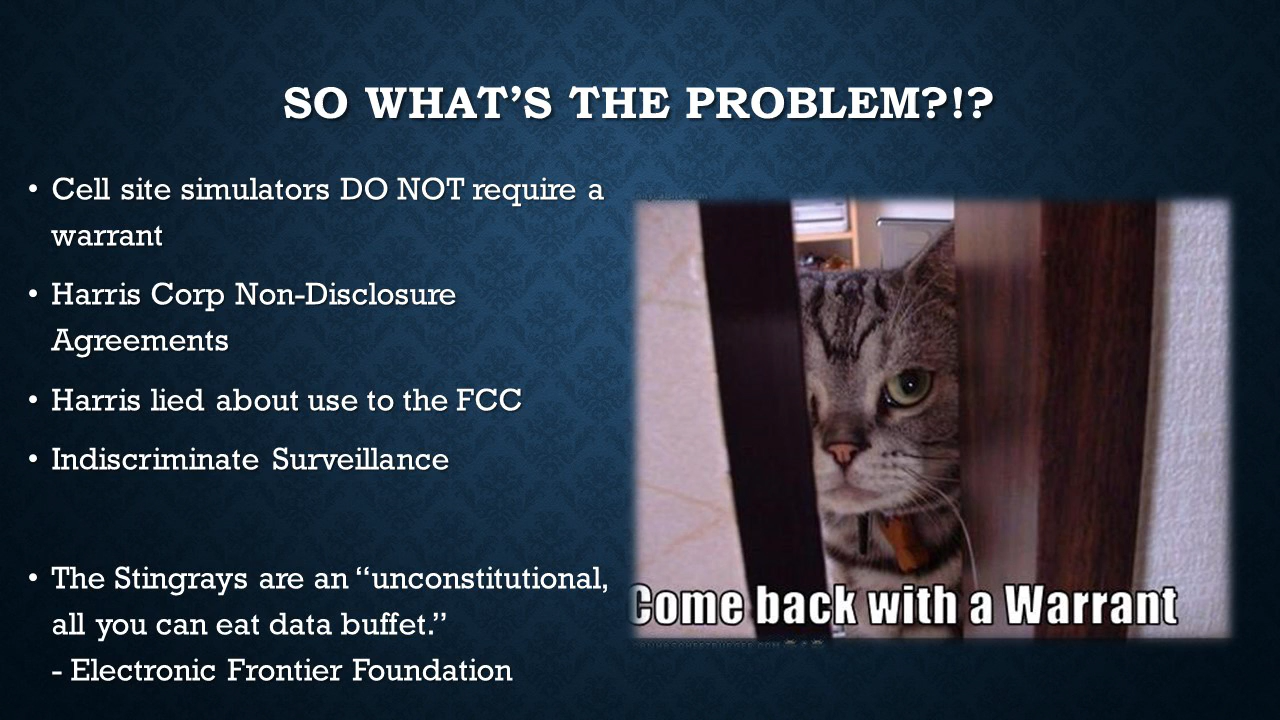 SO WHAT’S THE PROBLEM?!?
• Cell site simulators DO NOT require a
warrant
• Harris Corp Non-Disclosure
Agreements
• Harris lied about use to the FCC
• Indiscriminate Surveillance
• The Stingrays are an “unconstitutional,
all you can eat data buffet.”
- Electronic Frontier Foundation
Come back with a Warrant